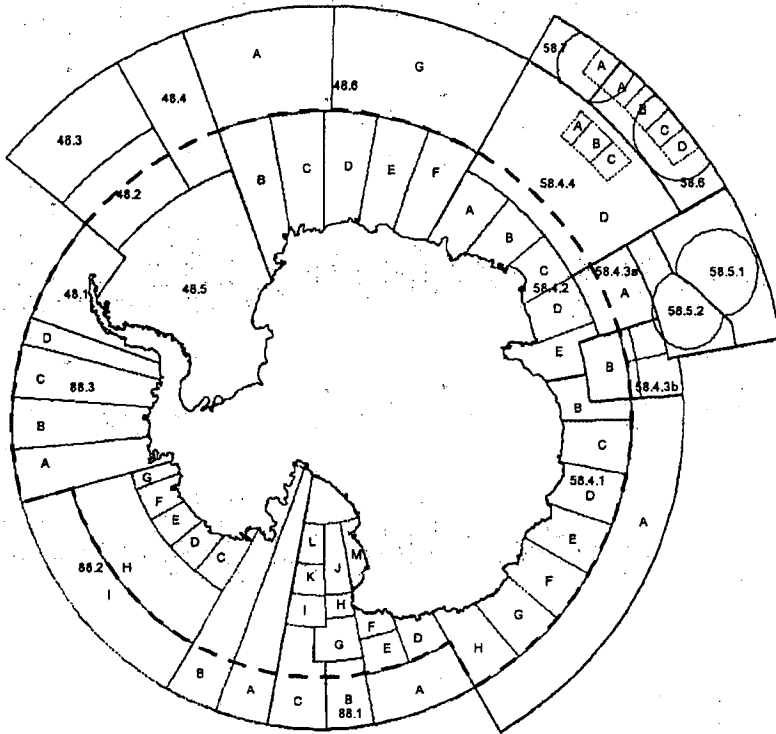 58.7
A
48.6
G
48.4
48.3
48.2
A
A
B
C
D
58.6
A
B
C
58.4.4
D
B
C
D
E
F
A
B
C
58.4.2
D
E
58.4.3a
A
58.5.1
58.5.2
B
58.4.3b
48.1
48.5
D
C
88.3
B
A
B
C
58.4.1
D
E
F
G
H
A
G
F
E
D
C
88.2
H
I
L
K
I
J
M
H
G
F
E
D
B
A
C
B
88.1
A